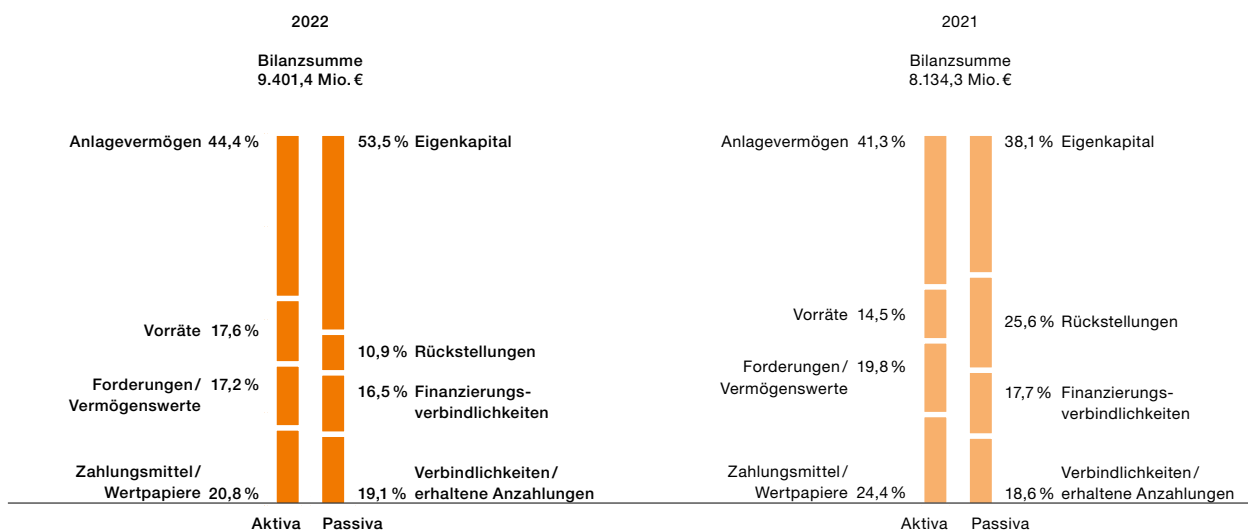 2022
Bilanzsumme
9.401,4 Mio. €
Anlagevermögen 44,4 %
53,5 % Eigenkapital
Vorräte 17,6 %
10,9 % Rückstellungen
Forderungen/ 17,2 %
Vermögenswerte
16,5 % Finanzierungs-
verbindlichkeiten
Zahlungsmittel/
Wertpapiere 20,8 %
Verbindlichkeiten/
19,1 % erhaltene Anzahlungen
Aktiva Passiva
2021
Bilanzsumme
8.134,3 Mio. €
Anlagevermögen 41,3 %
38,1 % Eigenkapital
Vorräte 14,5 %
25,6 % Rückstellungen
Forderungen/ 19,8 %
Vermögenswerte
17,7 % Finanzierungs-
verbindlichkeiten
Zahlungsmittel/
Wertpapiere 24,4 %
Verbindlichkeiten/
18,6 % erhaltene Anzahlungen
Aktiva Passiva